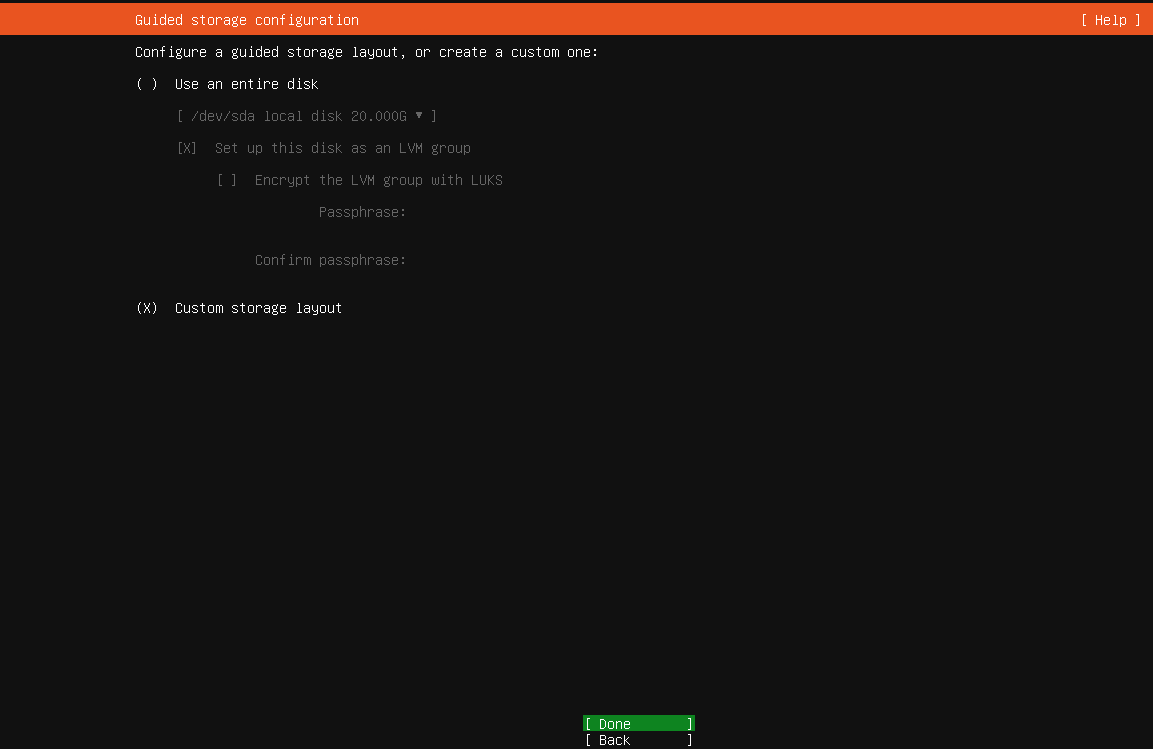 Guided storage configuration [ Help ]
Configure a guided storage layout, or create a custom one:
( ) Use an entire disk
[ /dev/sda local disk 20.000G ▾ ]
[X] Set up this disk as an LVM group
[ ] Encrypt the LVM group with LUKS
Passphrase:
Confirm passphrase:
(X) Custom storage layout
[ Done ]
[ Back ]